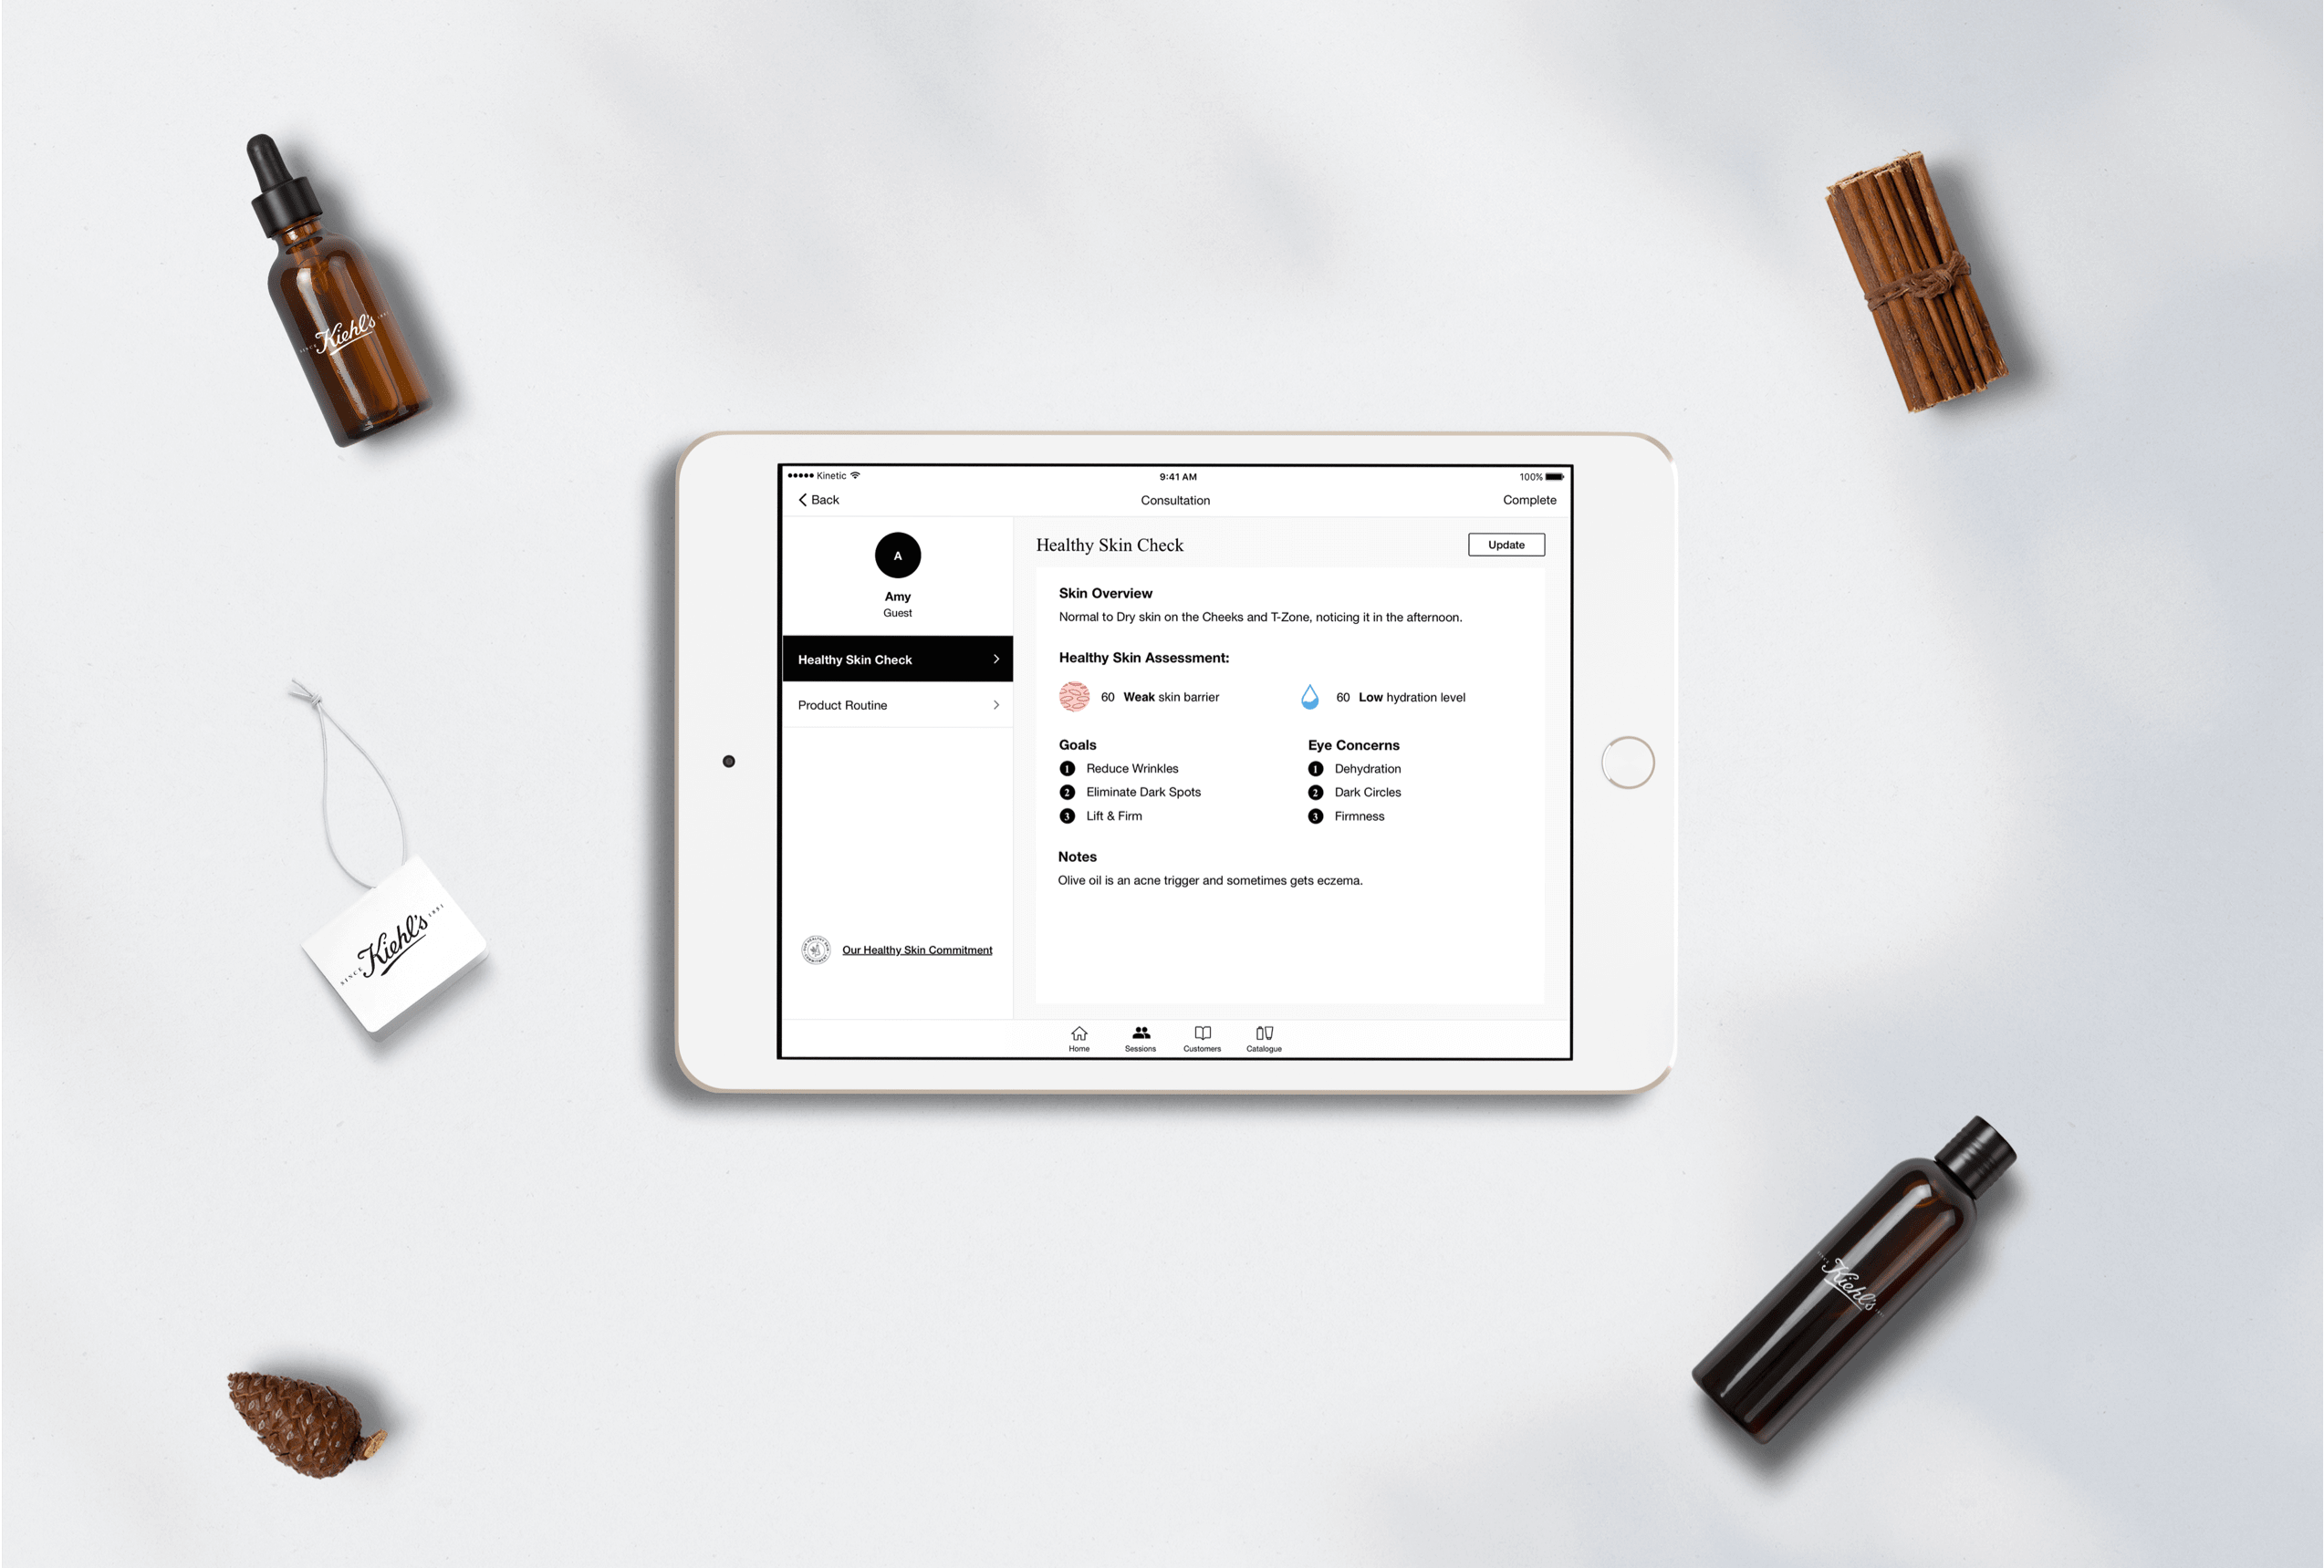 SINCE Kiehl's 1851
Kinetic
9:41 AM
100%
Back
Consultation
Complete
A
Amy
Guest
Healthy Skin Check
Product Routine
Our Healthy Skin Commitment
Healthy Skin Check
Update
Skin Overview
Normal to Dry skin on the Cheeks and T-Zone, noticing it in the afternoon.
Healthy Skin Assessment:
60 Weak skin barrier
60 Low hydration level
Goals
1 Reduce Wrinkles
2 Eliminate Dark Spots
3 Lift & Firm
Eye Concerns
1 Dehydration
2 Dark Circles
3 Firmness
Notes
Olive oil is an acne trigger and sometimes gets eczema.
Home
Sessions
Customers
Catalogue
SINCE Kiehl's 1851
Kiehl's